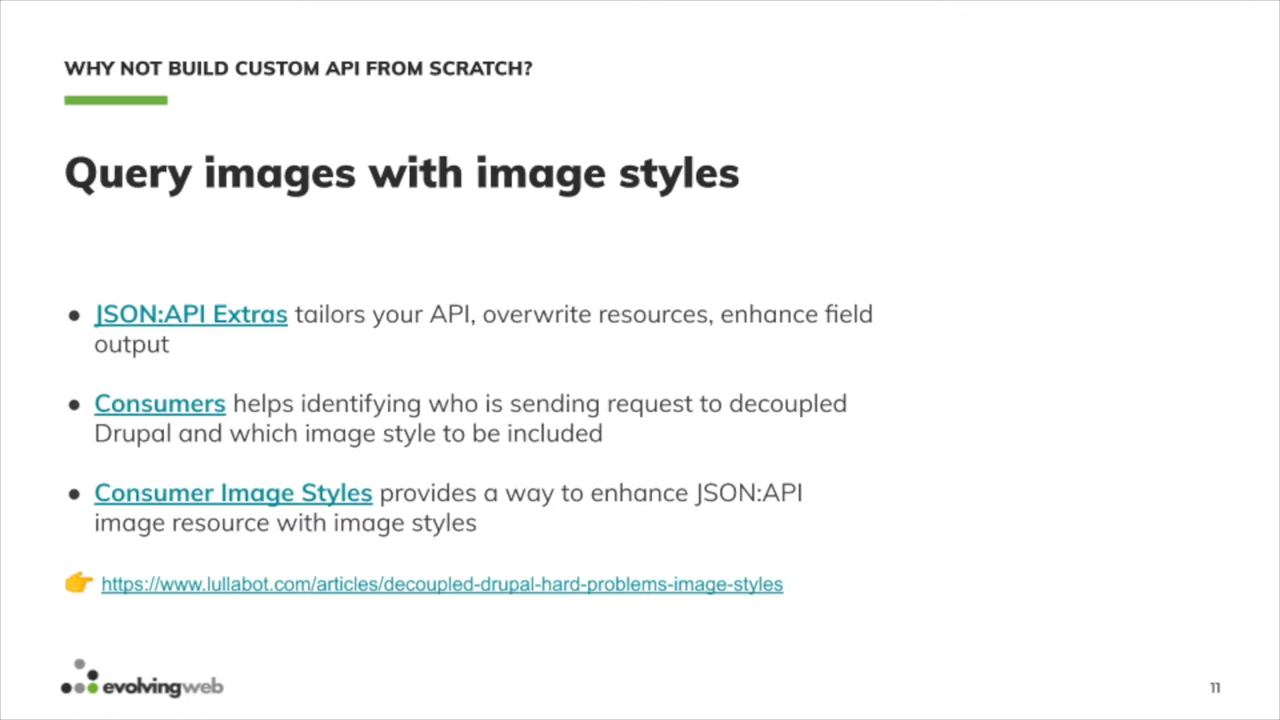 WHY NOT BUILD CUSTOM API FROM SCRATCH?
Query images with image styles
● JSON:API Extras tailors your API, overwrite resources, enhance field
output
● Consumers helps identifying who is sending request to decoupled
Drupal and which image style to be included
● Consumer Image Styles provides a way to enhance JSON:API
image resource with image styles
👉 https://www.lullabot.com/articles/decoupled-drupal-hard-problems-image-styles
evolvingweb
11